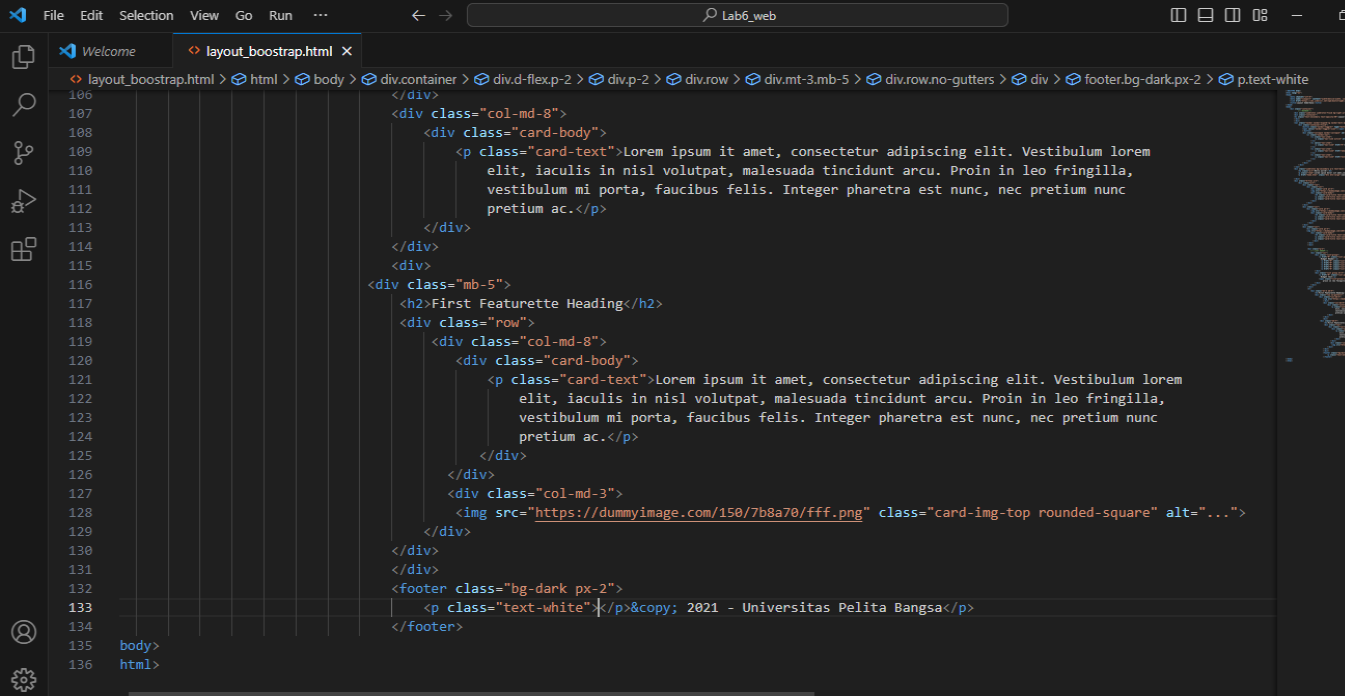 File Edit Selection View Go Run ··· ← → Lab6_web
Welcome <> layout_boostrap.html ×
<> layout_boostrap.html > html > body > div.container > div.d-flex.p-2 > div.p-2 > div.row > div.mt-3.mb-5 > div.row.no-gutters > div > footer.bg-dark.px-2 > p.text-white
106 </div>
107 <div class="col-md-8">
108 <div class="card-body">
109 <p class="card-text">Lorem ipsum it amet, consectetur adipiscing elit. Vestibulum lorem
110 elit, iaculis in nisl volutpat, malesuada tincidunt arcu. Proin in leo fringilla,
111 vestibulum mi porta, faucibus felis. Integer pharetra est nunc, nec pretium nunc
112 pretium ac.</p>
113 </div>
114 </div>
115 <div>
116 <div class="mb-5">
117 <h2>First Featurette Heading</h2>
118 <div class="row">
119 <div class="col-md-8">
120 <div class="card-body">
121 <p class="card-text">Lorem ipsum it amet, consectetur adipiscing elit. Vestibulum lorem
122 elit, iaculis in nisl volutpat, malesuada tincidunt arcu. Proin in leo fringilla,
123 vestibulum mi porta, faucibus felis. Integer pharetra est nunc, nec pretium nunc
124 pretium ac.</p>
125 </div>
126 </div>
127 <div class="col-md-3">
128 <img src="https://dummyimage.com/150/7b8a70/fff.png" class="card-img-top rounded-square" alt="...">
129 </div>
130 </div>
131 </div>
132 <footer class="bg-dark px-2">
133 <p class="text-white"></p>&copy; 2021 - Universitas Pelita Bangsa</p>
134 </footer>
135 body>
136 html>